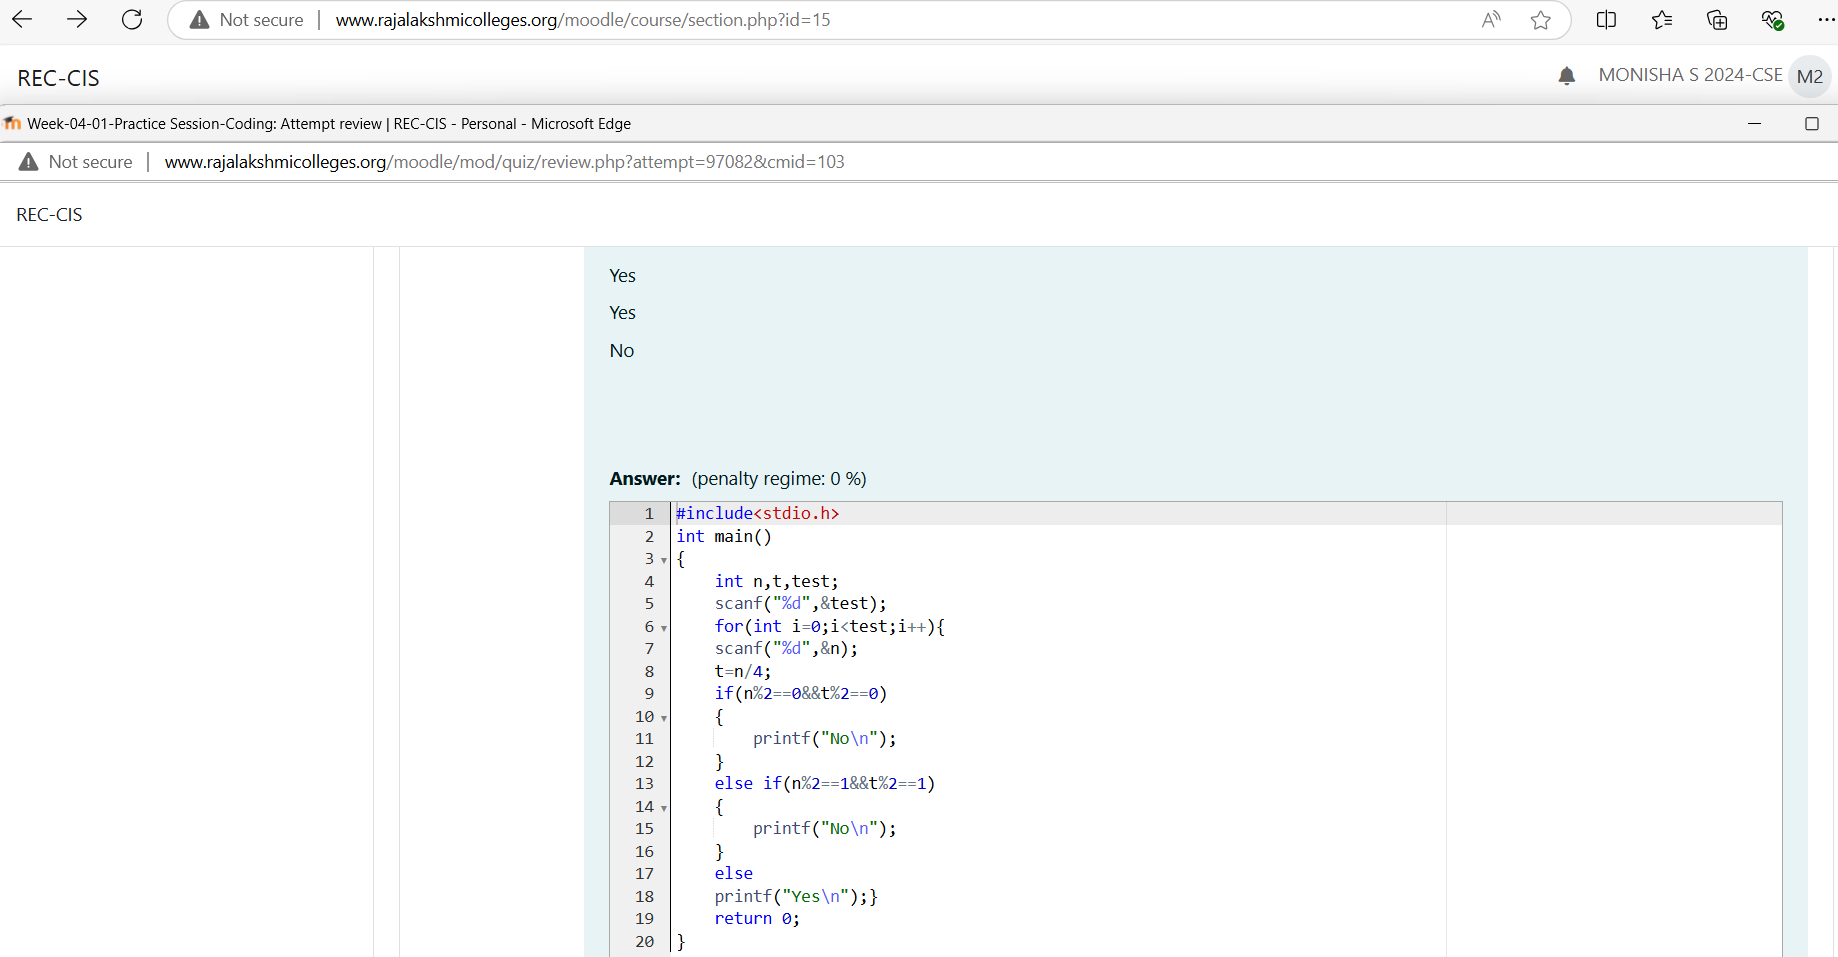 Not secure | www.rajalakshmicolleges.org/moodle/course/section.php?id=15
REC-CIS
MONISHA S 2024-CSE M2
Week-04-01-Practice Session-Coding: Attempt review | REC-CIS - Personal - Microsoft Edge
Not secure | www.rajalakshmicolleges.org/moodle/mod/quiz/review.php?attempt=97082&cmid=103
REC-CIS
Yes
Yes
No
Answer: (penalty regime: 0 %)
1 #include<stdio.h>
2 int main()
3 {
4 int n,t,test;
5 scanf("%d",&test);
6 for(int i=0;i<test;i++){
7 scanf("%d",&n);
8 t=n/4;
9 if(n%2==0&&t%2==0)
10 {
11 printf("No\n");
12 }
13 else if(n%2==1&&t%2==1)
14 {
15 printf("No\n");
16 }
17 else
18 printf("Yes\n");}
19 return 0;
20 }